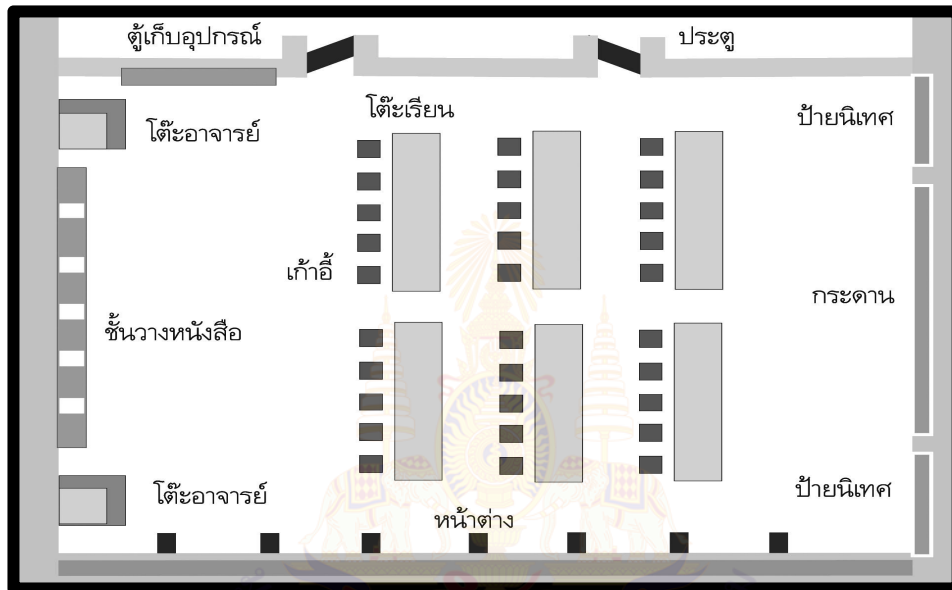 ตู้เก็บอุปกรณ์
ประตู
โต๊ะอาจารย์
โต๊ะเรียน
ป้ายนิเทศ
เก้าอี้
กระดาน
ชั้นวางหนังสือ
โต๊ะอาจารย์
ป้ายนิเทศ
หน้าต่าง